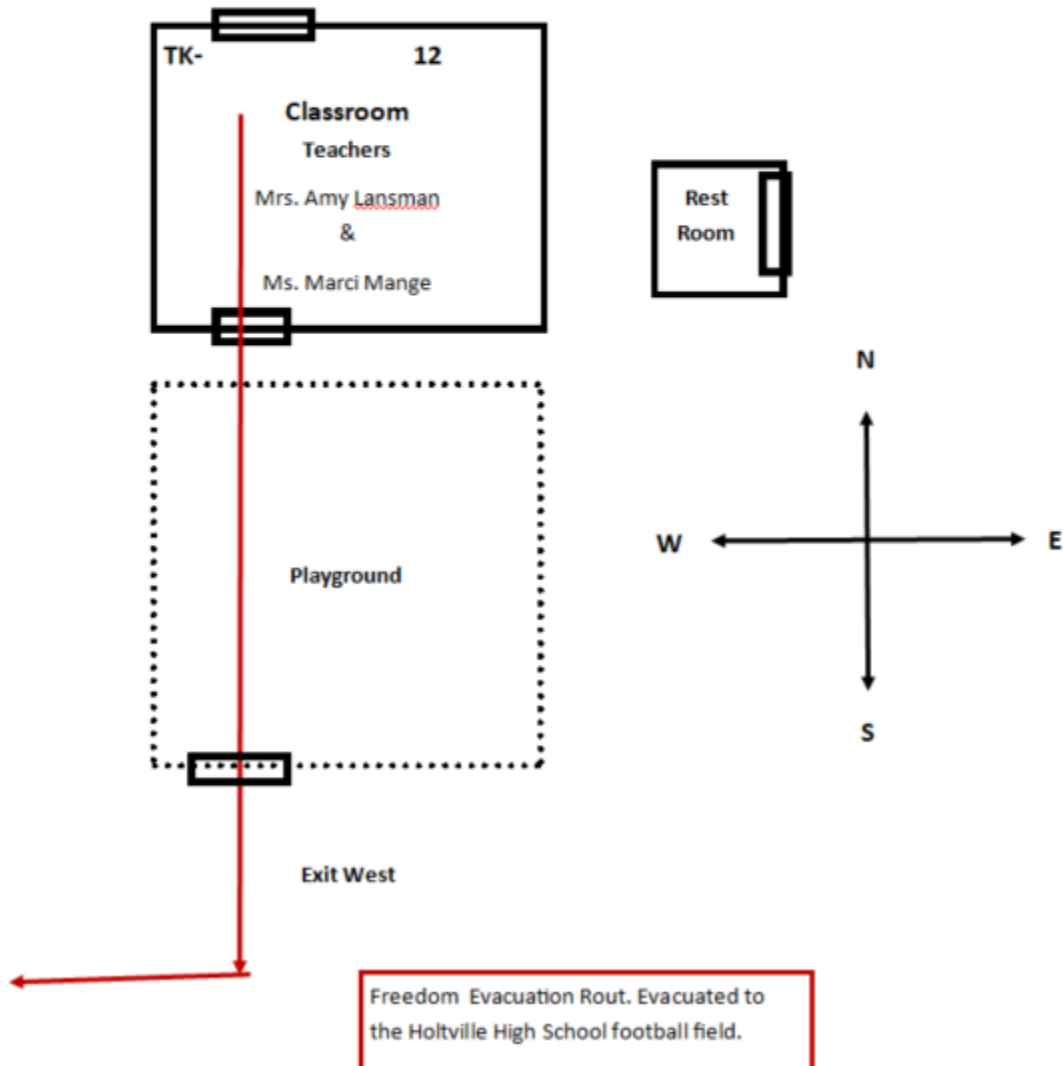 TK- 12
Classroom
Teachers
Mrs. Amy Lansman
&
Ms. Marci Mange
Rest
Room
N
W
E
S
Playground
Exit West
Freedom Evacuation Rout. Evacuated to
the Holtville High School football field.